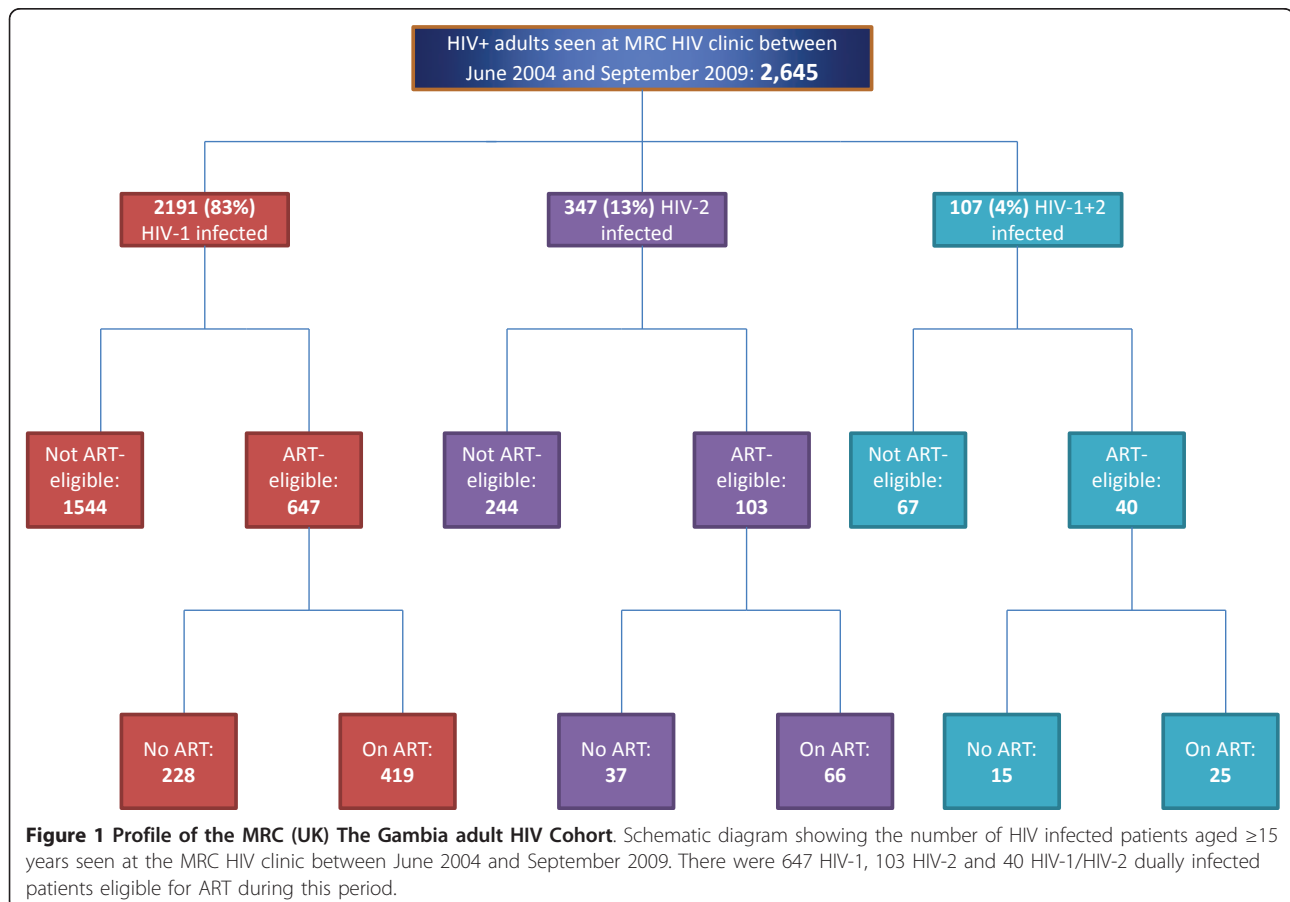 HIV+ adults seen at MRC HIV clinic between
June 2004 and September 2009: 2,645
2191 (83%)
HIV-1 infected
347 (13%) HIV-2
infected
107 (4%) HIV-1+2
infected
Not ART-
eligible:
1544
ART-
eligible:
647
Not ART-
eligible:
244
ART-
eligible:
103
Not ART-
eligible:
67
ART-
eligible:
40
No ART:
228
On ART:
419
No ART:
37
On ART:
66
No ART:
15
On ART:
25
Figure 1 Profile of the MRC (UK) The Gambia adult HIV Cohort. Schematic diagram showing the number of HIV infected patients aged ≥15
years seen at the MRC HIV clinic between June 2004 and September 2009. There were 647 HIV-1, 103 HIV-2 and 40 HIV-1/HIV-2 dually infected
patients eligible for ART during this period.